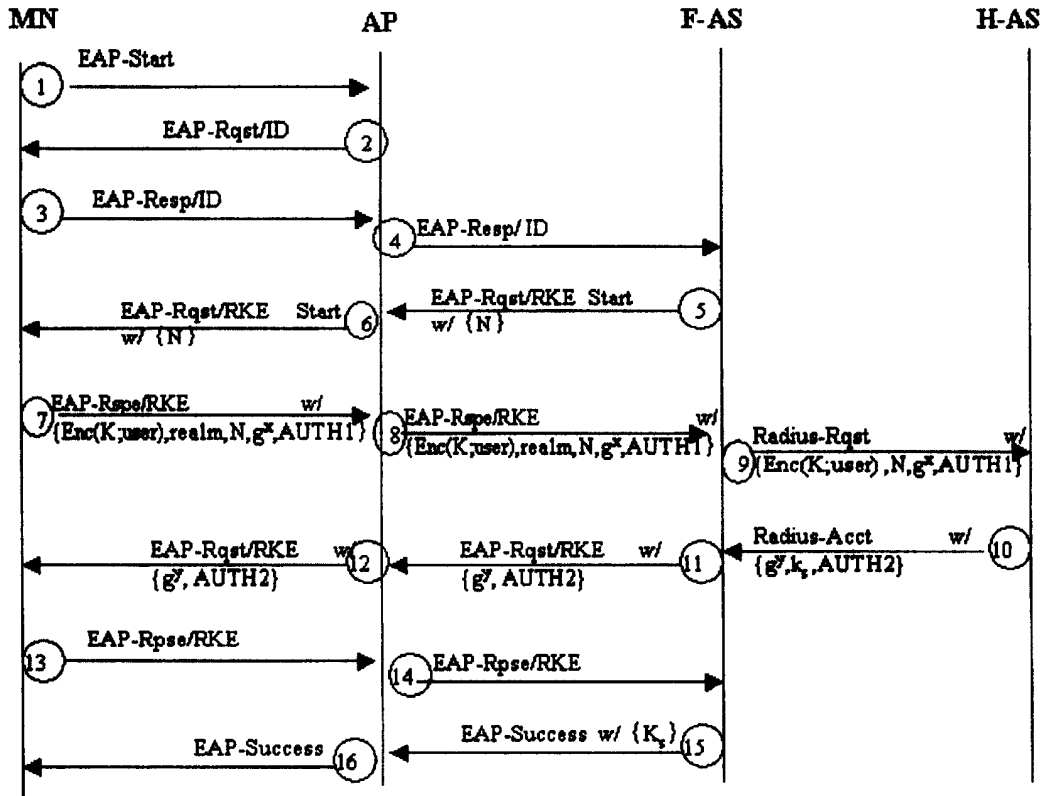 MN AP F-AS H-AS
EAP-Start
1
EAP-Rqst/ID
2
EAP-Resp/ID
3
EAP-Resp/ ID
4
EAP-Rqst/RKE Start
w/ {N}
5
EAP-Rqst/RKE Start
w/ {N}
6
EAP-Rspe/RKE w/
{Enc(K;user),realm,N,g^x,AUTH1}
7
EAP-Rspe/RKE w/
{Enc(K;user),realm,N,g^x,AUTH1}
8
Radius-Rqst w/
{Enc(K;user) ,N,g^x,AUTH1}
9
Radius-Acct w/
{g^y,k_s,AUTH2}
10
EAP-Rqst/RKE w/
{g^y, AUTH2}
11
EAP-Rqst/RKE w/
{g^y, AUTH2}
12
EAP-Rpse/RKE
13
EAP-Rpse/RKE
14
EAP-Success w/ {K_s}
15
EAP-Success
16